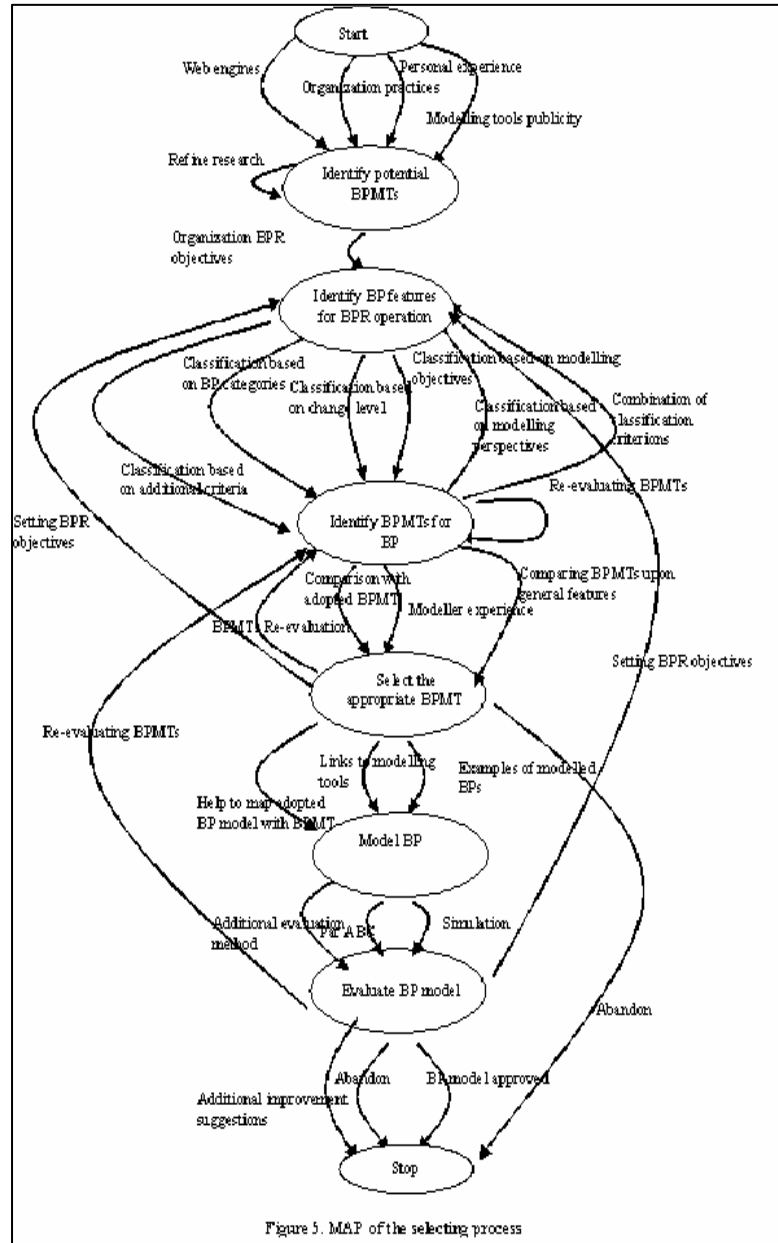 Start
Web engines
Personal experience
Organization practices
Modelling tools publicity
Refine research
Identify potential
BPMTs
Organization BPR
objectives
Identify BP features
for BPR operation
Classification based
on BP categories
Classification based
on change level
Classification based on modelling
objectives
Classification based
on modelling
perspectives
Combination of
classification
criterions
Classification based
on additional criteria
Re-evaluating BPMTs
Setting BPR
objectives
Identify BPMTs for
BP
Comparison with
adopted BPMT
Comparing BPMTs upon
general features
Modeller experience
BPMTs Re-evaluation
Setting BPR objectives
Select the
appropriate BPMT
Re-evaluating BPMTs
Links to modelling
tools
Examples of modelled
BPs
Help to map adopted
BP model with BPMT
Model BP
Additional evaluation
method
Par ABC
Simulation
Evaluate BP model
Abandon
Abandon
BP model approved
Additional improvement
suggestions
Stop
Figure 5. MAP of the selecting process